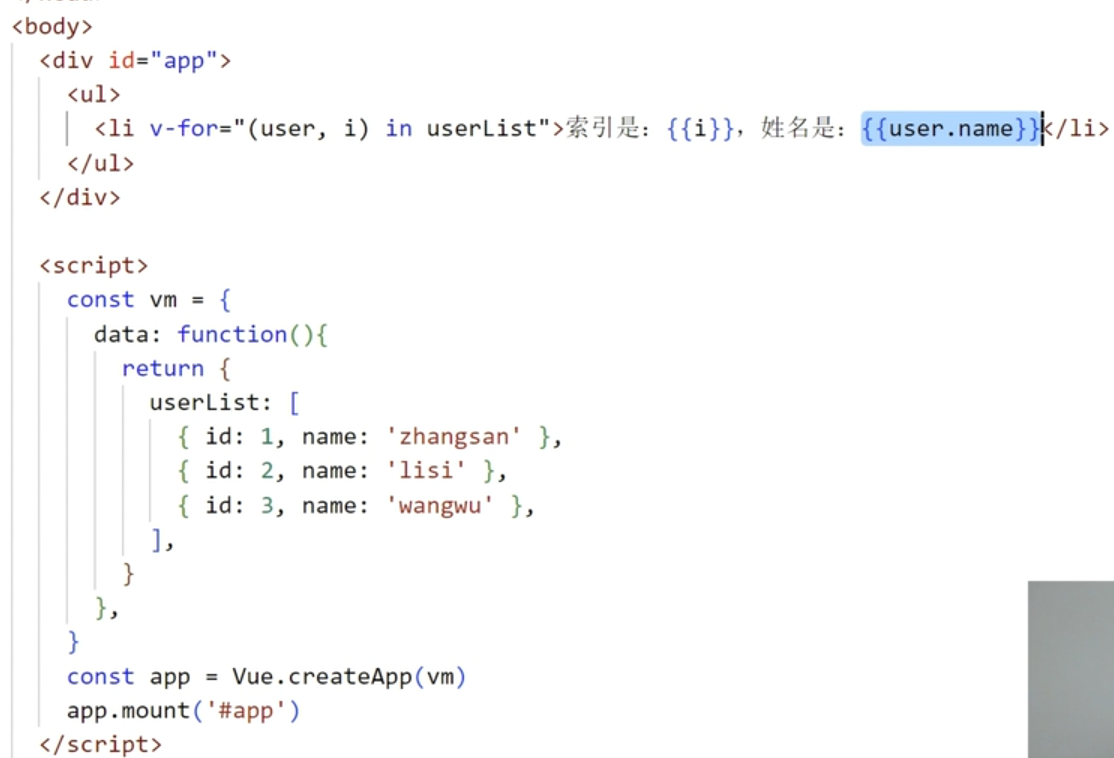 <body>
<div id="app">
<ul>
<li v-for="(user, i) in userList">索引是：{{i}}，姓名是：{{user.name}}</li>
</ul>
</div>
<script>
const vm = {
data: function(){
return {
userList: [
{ id: 1, name: 'zhangsan' },
{ id: 2, name: 'lisi' },
{ id: 3, name: 'wangwu' },
],
}
},
}
const app = Vue.createApp(vm)
app.mount('#app')
</script>